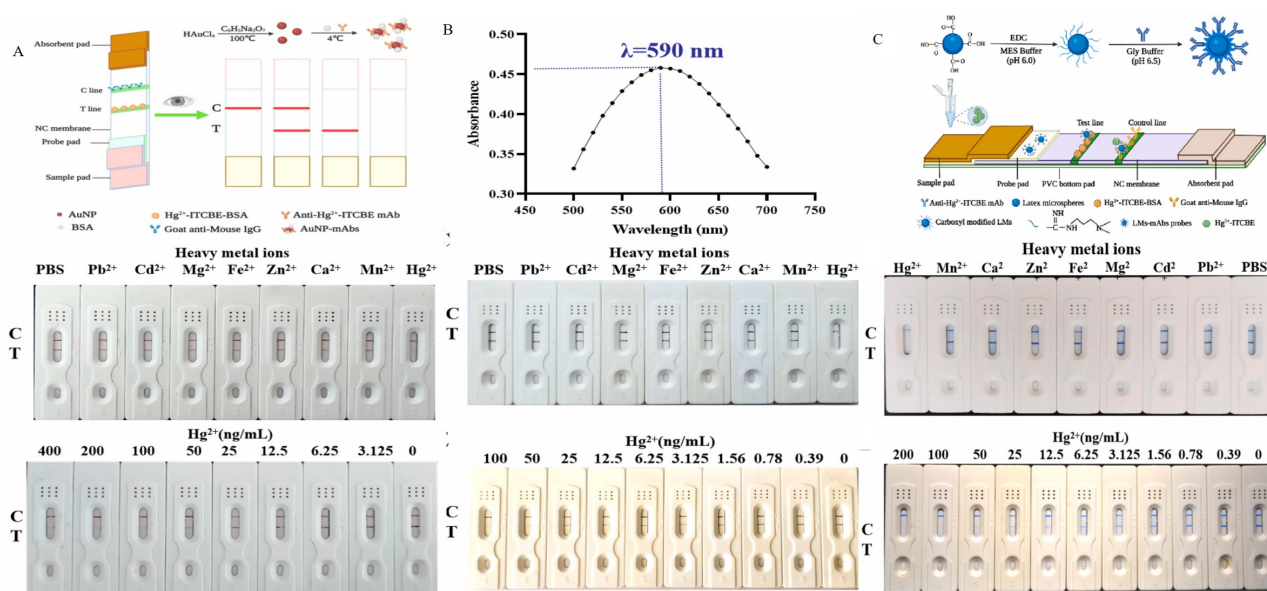 A
Absorbent pad
C line
T line
NC membrane
Probe pad
Sample pad
HAuCl₄
C₆H₅Na₃O₇
100℃
4℃
C
T
AuNP
BSA
Hg²⁺-ITCBE-BSA
Goat anti-Mouse IgG
Anti-Hg²⁺-ITCBE mAb
AuNP-mAbs
B
λ=590 nm
Absorbance
0.50
0.45
0.40
0.35
0.30
450 500 550 600 650 700 750
Wavelength (nm)
C
HO
HO
OH
OH
EDC
MES Buffer
(pH 6.0)
Gly Buffer
(pH 6.5)
Test line
Control line
Sample pad
Probe pad
PVC bottom pad
NC membrane
Absorbent pad
Anti-Hg²⁺-ITCBE mAb
Latex microspheres
Hg²⁺-ITCBE-BSA
Goat anti-Mouse IgG
Carboxyl modified LMs
NH
LMs-mAbs probes
Hg²⁺-ITCBE
Heavy metal ions
PBS Pb²⁺ Cd²⁺ Mg²⁺ Fe²⁺ Zn²⁺ Ca²⁺ Mn²⁺ Hg²⁺
C
T
Hg²⁺(ng/mL)
400 200 100 50 25 12.5 6.25 3.125 0
C
T
Heavy metal ions
PBS Pb²⁺ Cd²⁺ Mg²⁺ Fe²⁺ Zn²⁺ Ca²⁺ Mn²⁺ Hg²⁺
C
T
Hg²⁺(ng/mL)
100 50 25 12.5 6.25 3.125 1.56 0.78 0.39 0
C
T
Heavy metal ions
Hg²⁺ Mn²⁺ Ca²⁺ Zn²⁺ Fe²⁺ Mg²⁺ Cd²⁺ Pb²⁺ PBS
C
T
Hg²⁺(ng/mL)
200 100 50 25 12.5 6.25 3.125 1.56 0.78 0.39 0
C
T